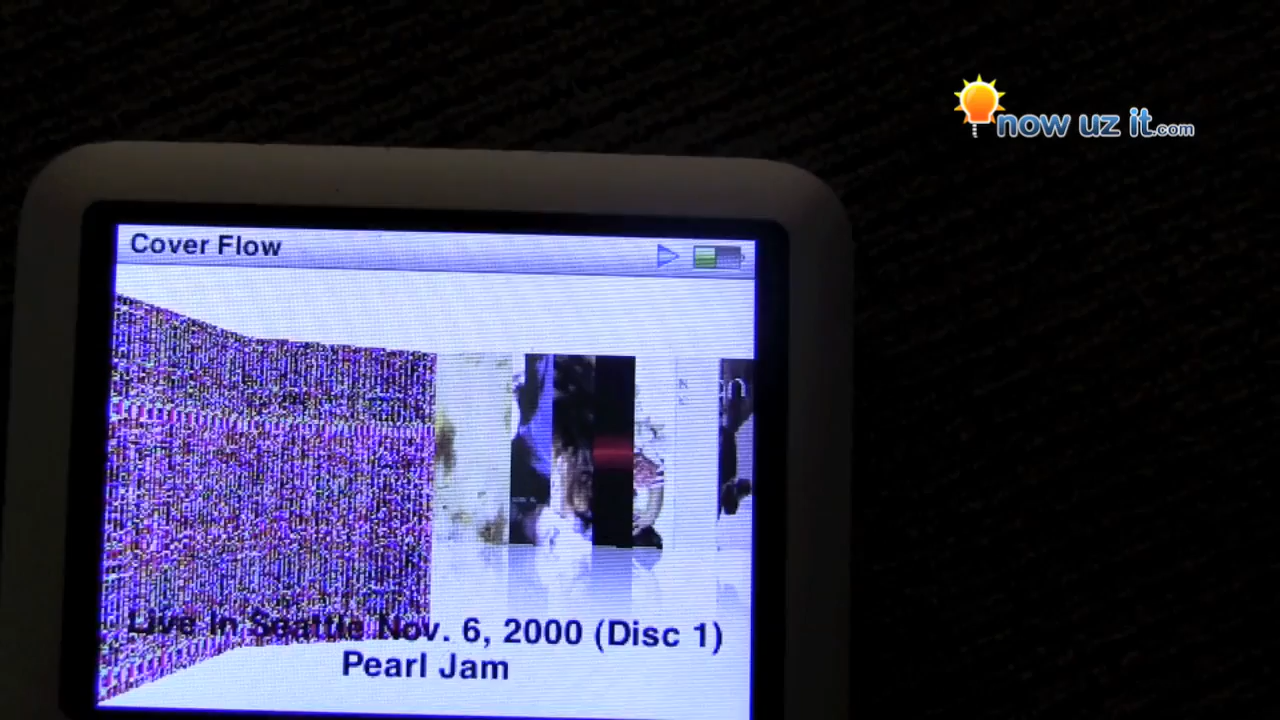 now uz it.com
Cover Flow
Live In Seattle Nov. 6, 2000 (Disc 1)
Pearl Jam